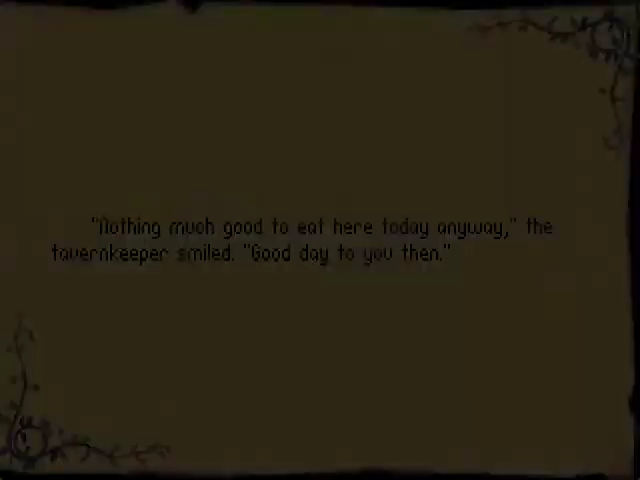 "Nothing much good to eat here today anyway," the
tavernkeeper smiled. "Good day to you then."